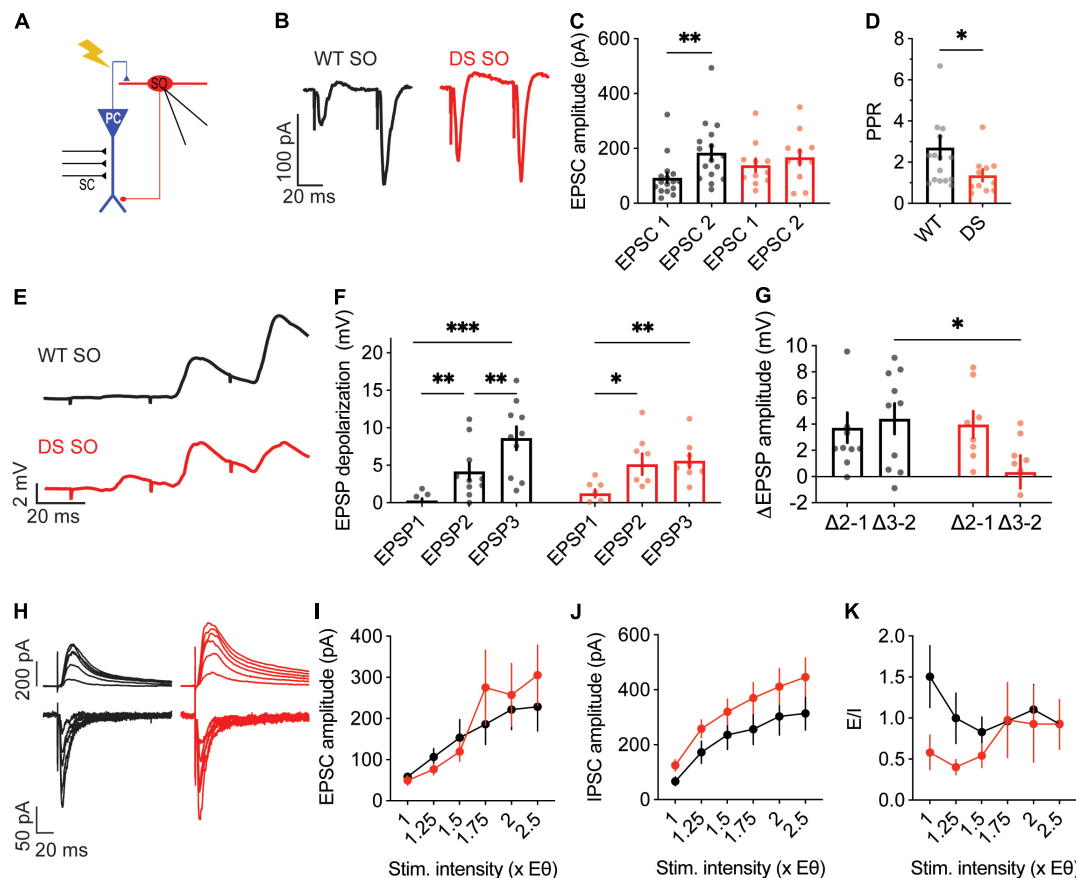 A
SO
PC
SC
B
WT SO
DS SO
100 pA
20 ms
C
EPSC amplitude (pA)
600
400
200
0
**
EPSC 1
EPSC 2
EPSC 1
EPSC 2
D
PPR
8
6
4
2
0
*
WT
DS
E
WT SO
DS SO
2 mV
20 ms
F
EPSP depolarization (mV)
20
15
10
5
0
***
**
**
**
*
EPSP1
EPSP2
EPSP3
EPSP1
EPSP2
EPSP3
G
ΔEPSP amplitude (mV)
10
8
6
4
2
0
-2
*
Δ2-1 Δ3-2
Δ2-1 Δ3-2
H
200 pA
50 pA
20 ms
I
EPSC amplitude (pA)
400
300
200
100
0
1
1.25
1.5
1.75
2
2.5
Stim. intensity (x Eθ)
J
IPSC amplitude (pA)
600
400
200
0
1
1.25
1.5
1.75
2
2.5
Stim. intensity (x Eθ)
K
E/I
2.0
1.5
1.0
0.5
0.0
1
1.25
1.5
1.75
2
2.5
Stim. intensity (x Eθ)